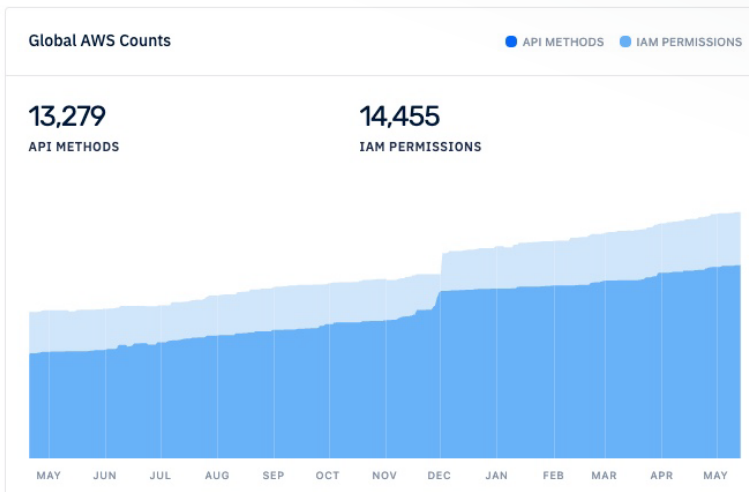 Global AWS Counts
API METHODS IAM PERMISSIONS
13,279 14,455
API METHODS IAM PERMISSIONS
MAY JUN JUL AUG SEP OCT NOV DEC JAN FEB MAR APR MAY